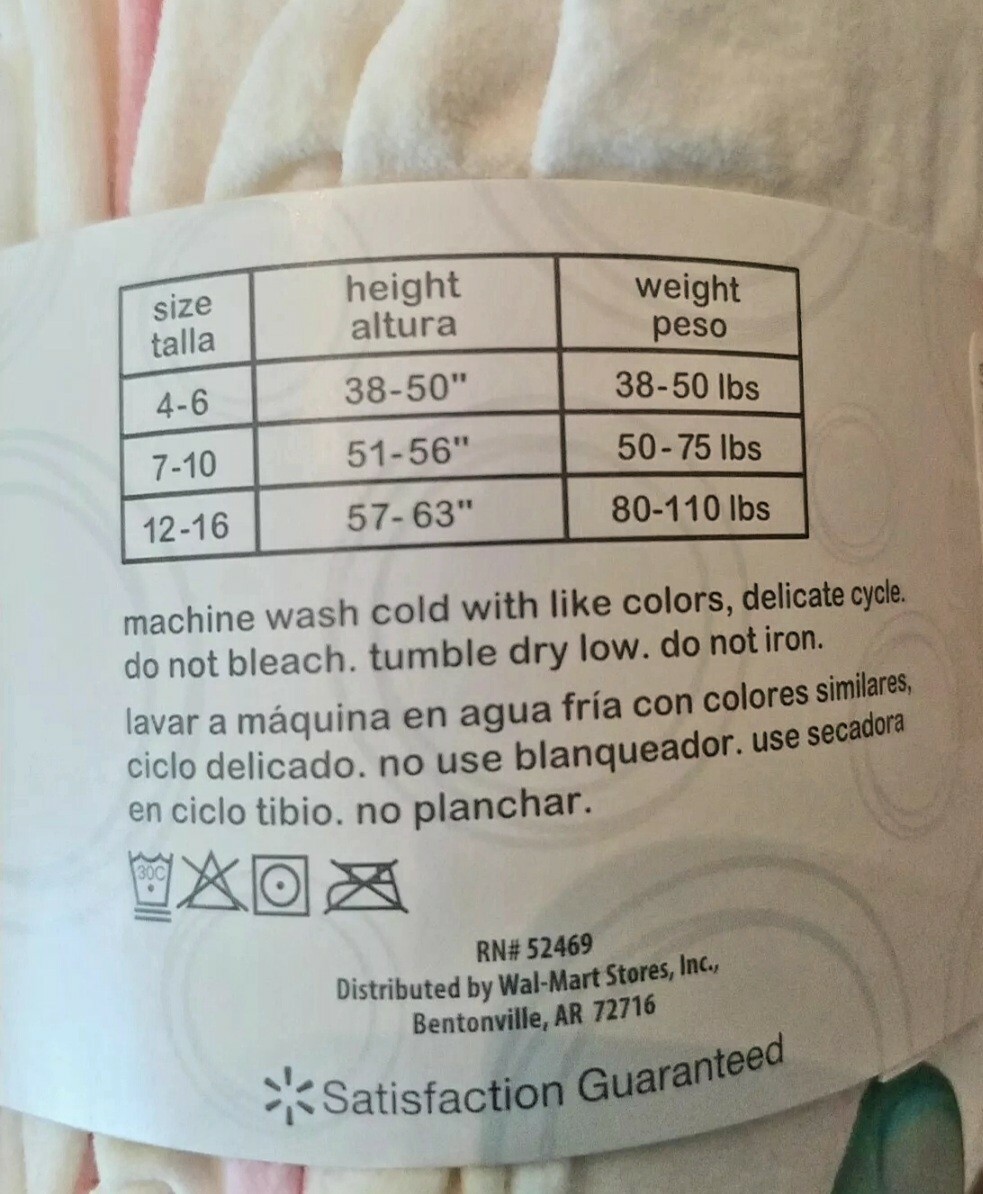 size height weight
talla altura peso
4-6 38-50" 38-50 lbs
7-10 51-56" 50-75 lbs
12-16 57-63" 80-110 lbs
machine wash cold with like colors, delicate cycle.
do not bleach. tumble dry low. do not iron.
lavar a máquina en agua fría con colores similares,
ciclo delicado. no use blanqueador. use secadora
en ciclo tibio. no planchar.
30C
RN# 52469
Distributed by Wal-Mart Stores, Inc.,
Bentonville, AR 72716
Satisfaction Guaranteed